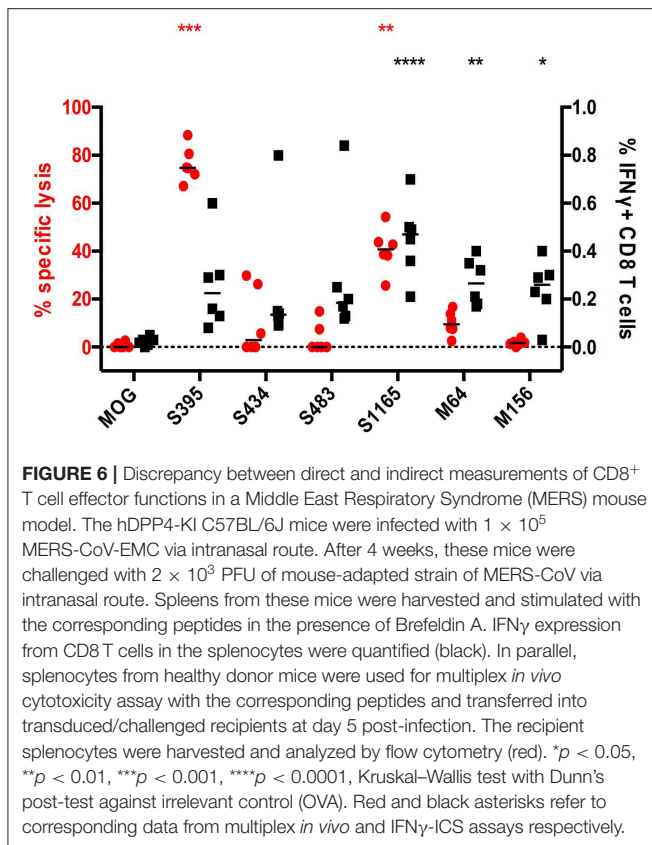 *** **
**** ** *
100 1.0
80 0.8
60 0.6
40 0.4
20 0.2
0 0.0
% specific lysis
% IFNγ+ CD8 T cells
MOG S395 S434 S483 S1165 M64 M156
FIGURE 6 | Discrepancy between direct and indirect measurements of CD8+
T cell effector functions in a Middle East Respiratory Syndrome (MERS) mouse
model. The hDPP4-KI C57BL/6J mice were infected with 1 × 10⁵
MERS-CoV-EMC via intranasal route. After 4 weeks, these mice were
challenged with 2 × 10³ PFU of mouse-adapted strain of MERS-CoV via
intranasal route. Spleens from these mice were harvested and stimulated with
the corresponding peptides in the presence of Brefeldin A. IFNγ expression
from CD8 T cells in the splenocytes were quantified (black). In parallel,
splenocytes from healthy donor mice were used for multiplex in vivo
cytotoxicity assay with the corresponding peptides and transferred into
transduced/challenged recipients at day 5 post-infection. The recipient
splenocytes were harvested and analyzed by flow cytometry (red). *p < 0.05,
**p < 0.01, ***p < 0.001, ****p < 0.0001, Kruskal–Wallis test with Dunn's
post-test against irrelevant control (OVA). Red and black asterisks refer to
corresponding data from multiplex in vivo and IFNγ-ICS assays respectively.